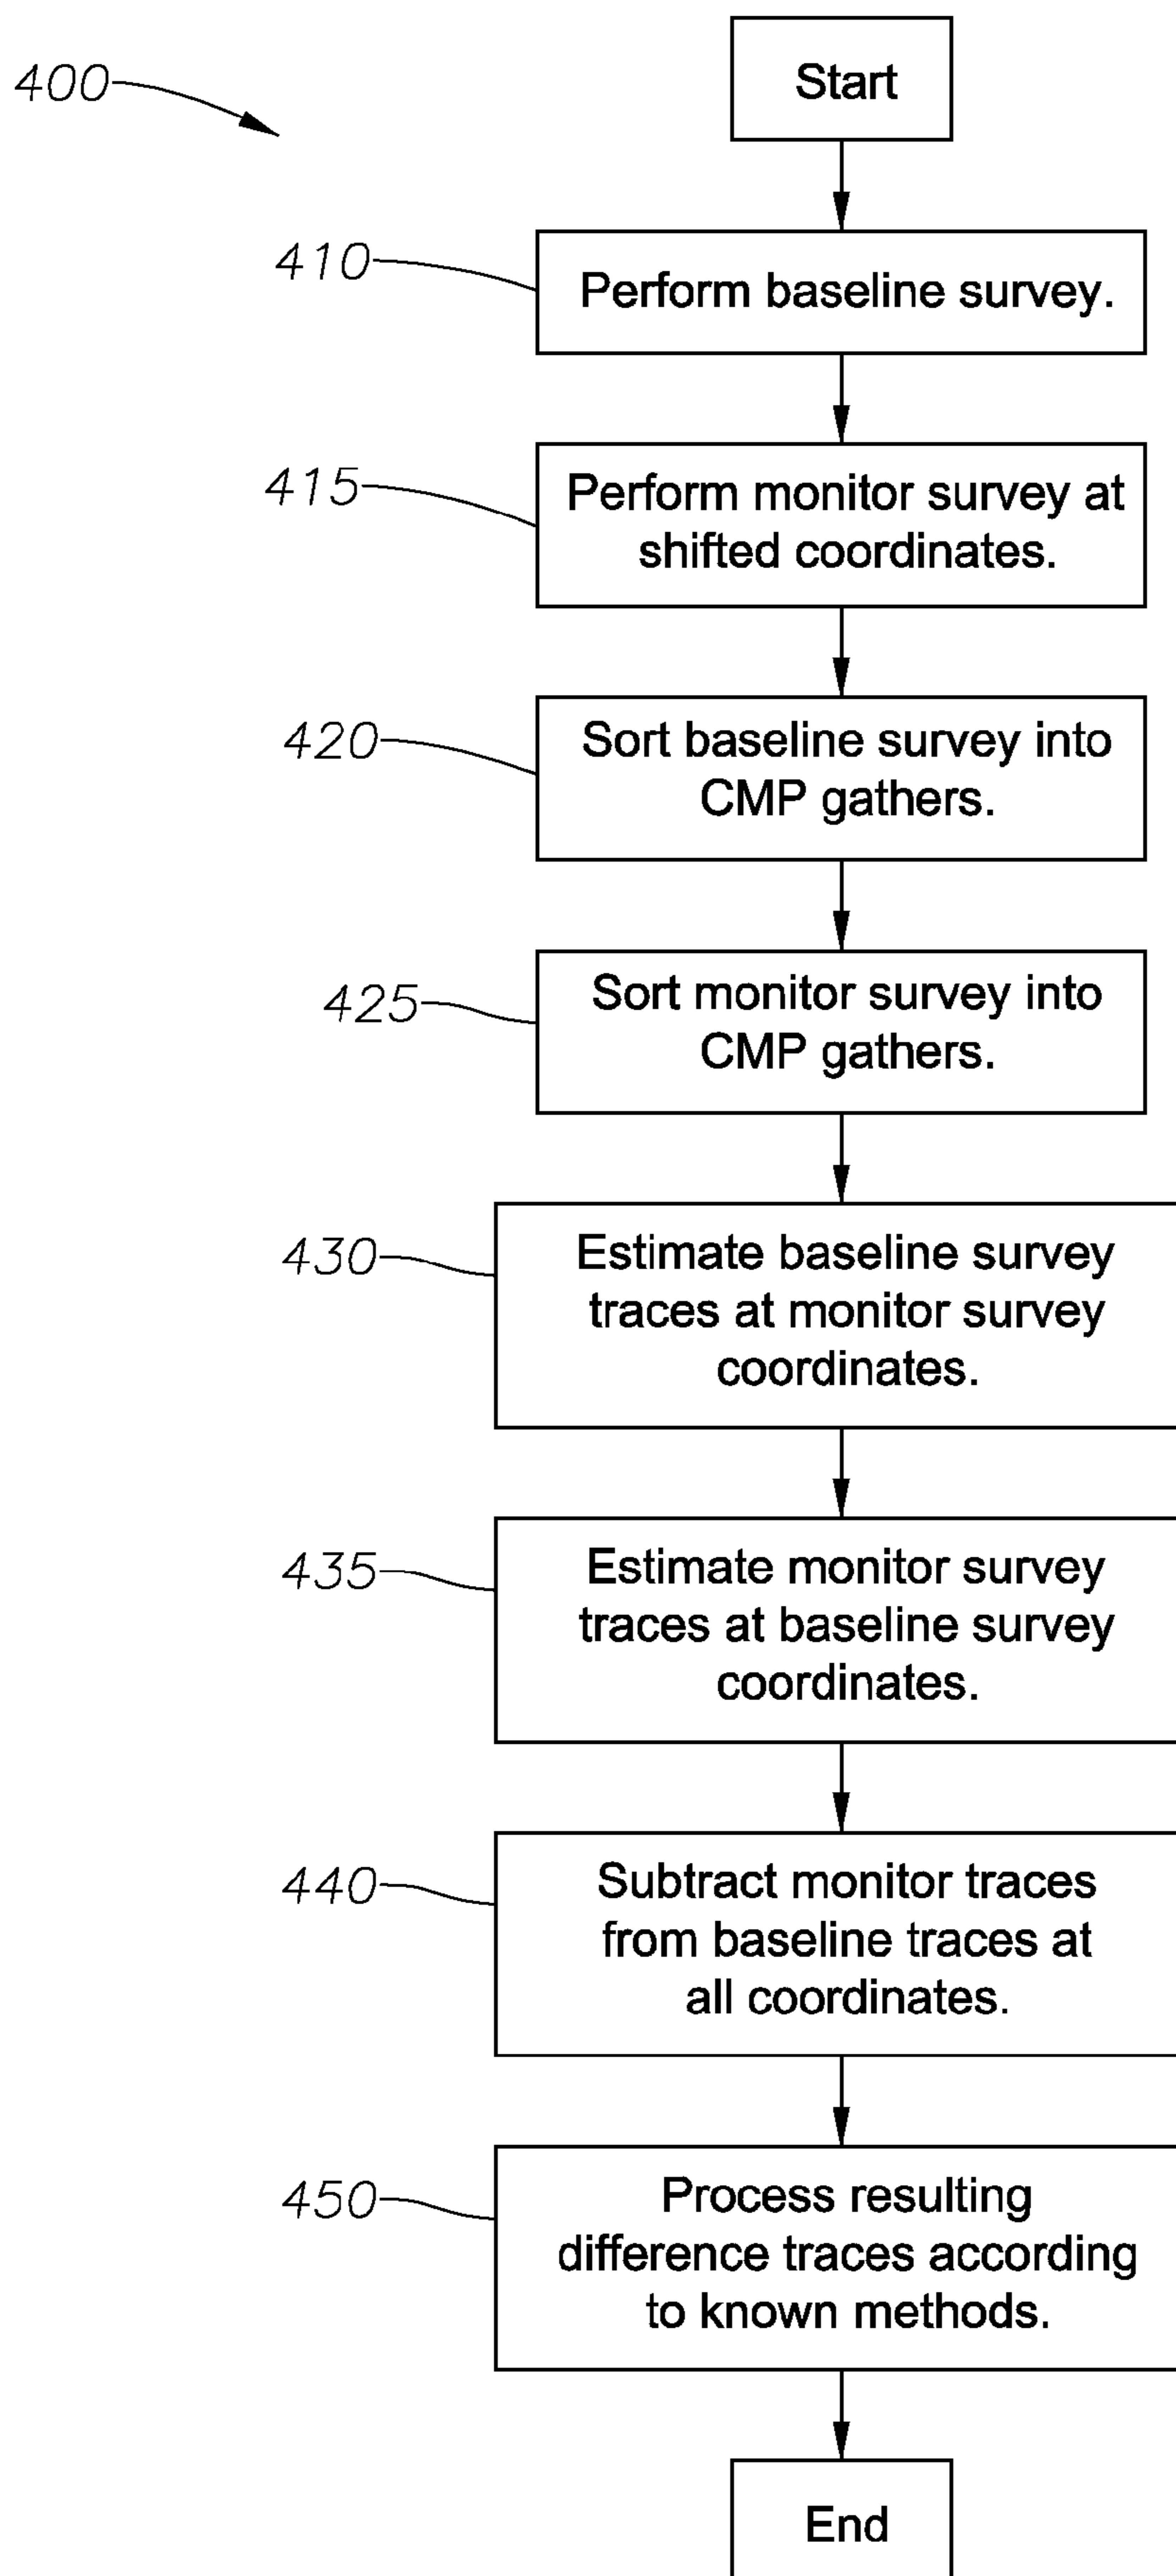 400
Start
410
Perform baseline survey.
415
Perform monitor survey at
shifted coordinates.
420
Sort baseline survey into
CMP gathers.
425
Sort monitor survey into
CMP gathers.
430
Estimate baseline survey
traces at monitor survey
coordinates.
435
Estimate monitor survey
traces at baseline survey
coordinates.
440
Subtract monitor traces
from baseline traces at
all coordinates.
450
Process resulting
difference traces according
to known methods.
End